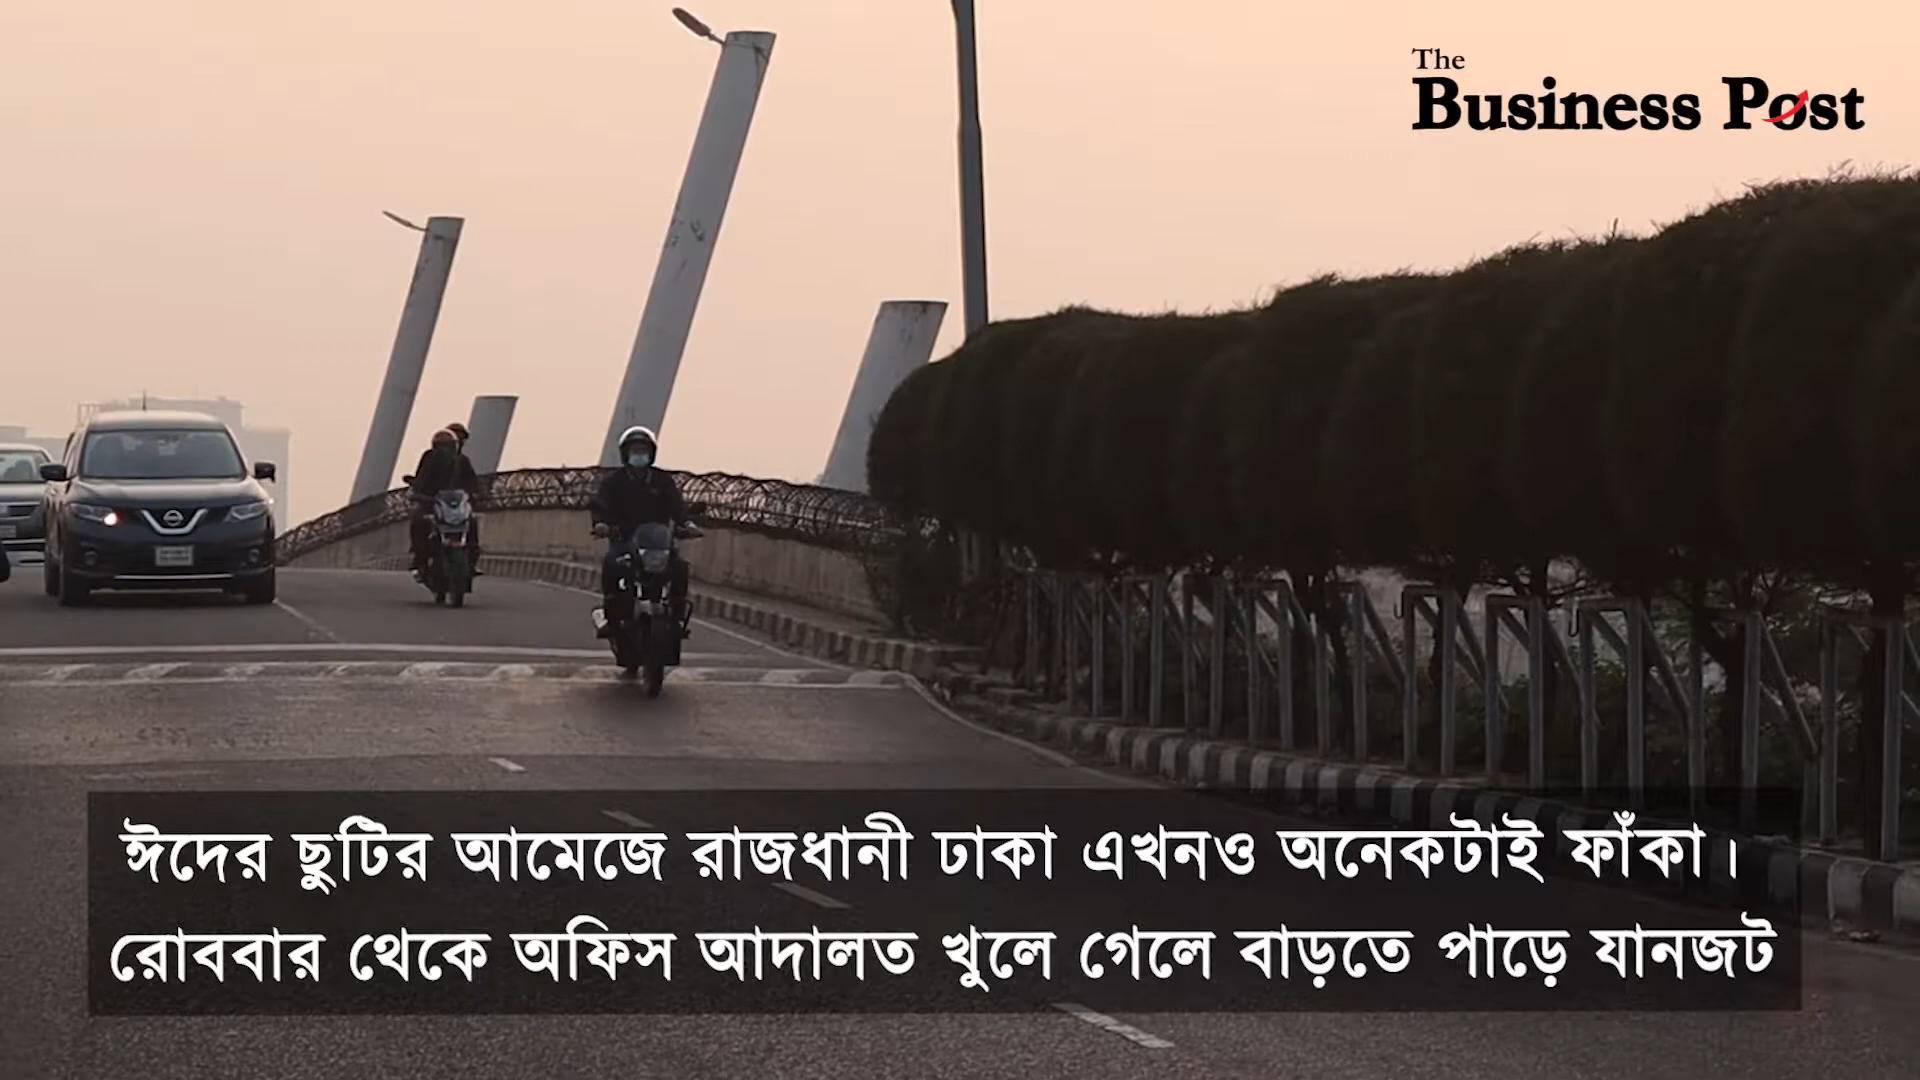 The
Business Post
ঈদের ছুটির আমেজে রাজধানী ঢাকা এখনও অনেকটাই ফাঁকা।
রোববার থেকে অফিস আদালত খুলে গেলে বাড়তে পাড়ে যানজট